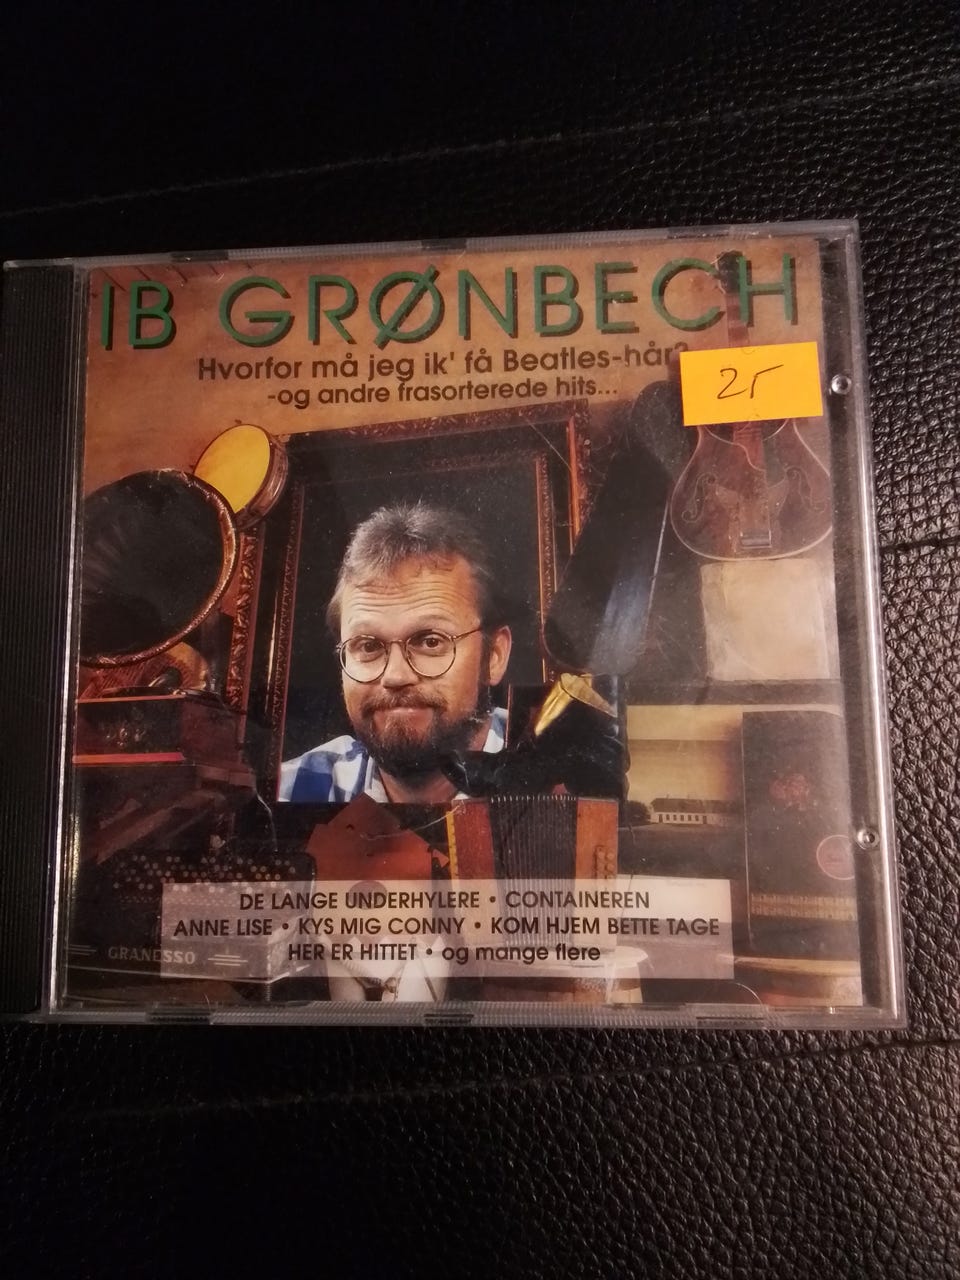 IB GRØNBECH
'Hvorfor må jeg ik' få Beatles-hår?'
-og andre frasorterede hits...
25
DE LANGE UNDERHYLERE • CONTAINEREN
ANNE LISE • KYS MIG CONNY • KOM HJEM BETTE TAGE
HER ER HITTET • og mange flere
GRANESSO